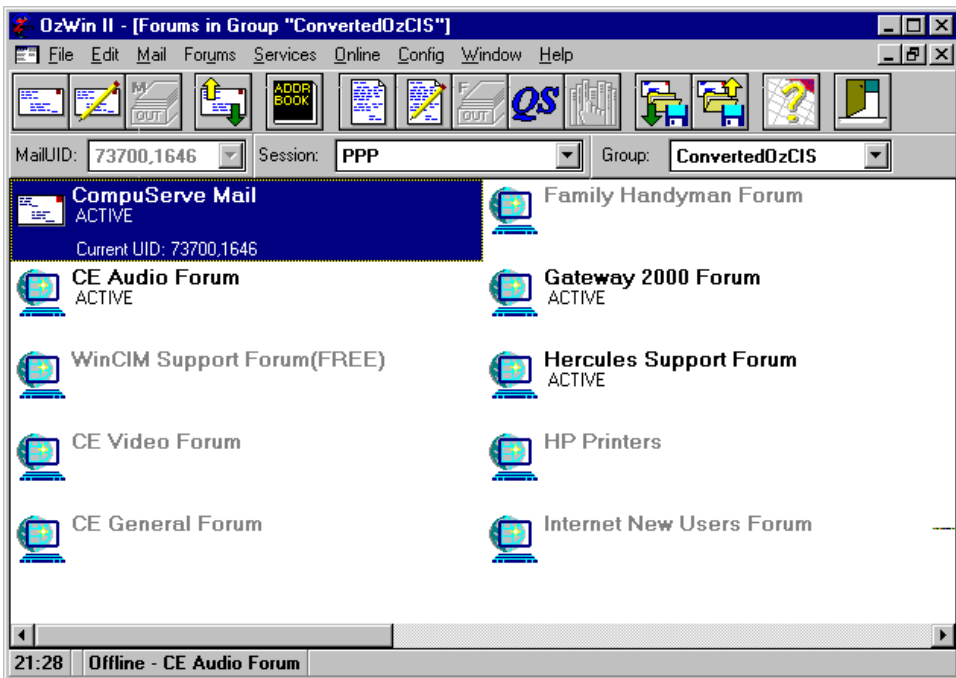 OzWin II - [Forums in Group "ConvertedOzCIS"]
File Edit Mail Forums Services Online Config Window Help
M OUT ADDR BOOK F OUT QS ?
MailUID: 73700,1646 Session: PPP Group: ConvertedOzCIS
CompuServe Mail
ACTIVE
Current UID: 73700,1646
Family Handyman Forum
CE Audio Forum
ACTIVE
Gateway 2000 Forum
ACTIVE
WinCIM Support Forum(FREE)
Hercules Support Forum
ACTIVE
CE Video Forum
HP Printers
CE General Forum
Internet New Users Forum
21:28 Offline - CE Audio Forum